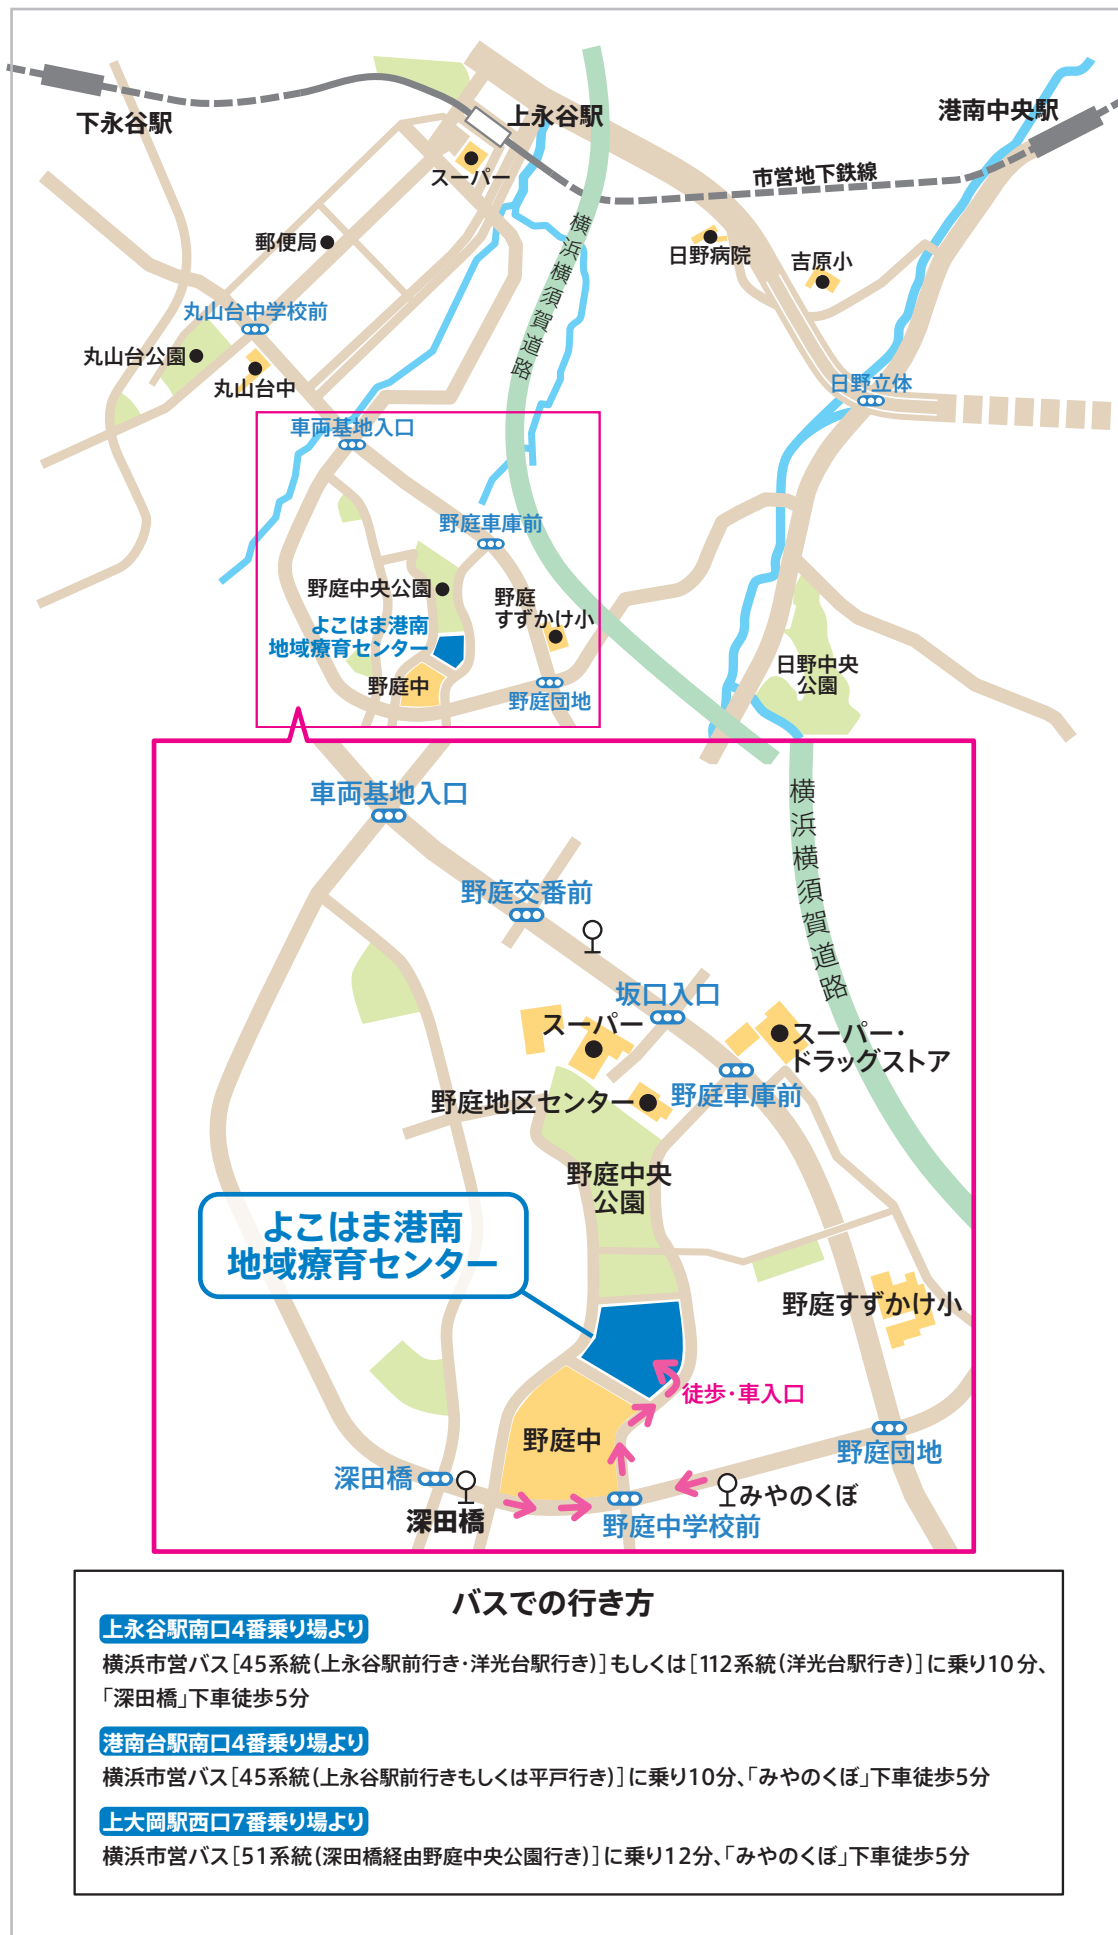 下永谷駅
上永谷駅
港南中央駅
市営地下鉄線
スーパー
横浜横須賀道路
郵便局
日野病院
吉原小
丸山台中学校前
丸山台公園
丸山台中
日野立体
車両基地入口
野庭車庫前
野庭中央公園
野庭
すずかけ小
よこはま港南
地域療育センター
野庭中
野庭団地
日野中央
公園
車両基地入口
横浜横須賀道路
野庭交番前
坂口入口
スーパー
スーパー・
ドラッグストア
野庭地区センター
野庭車庫前
野庭中央
公園
よこはま港南
地域療育センター
野庭すずかけ小
徒歩・車入口
野庭中
野庭団地
深田橋
みやのくぼ
深田橋
野庭中学校前
バスでの行き方
上永谷駅南口4番乗り場より
横浜市営バス[45系統(上永谷駅前行き・洋光台駅行き)]もしくは[112系統(洋光台駅行き)]に乗り10分、
「深田橋」下車徒歩5分
港南台駅南口4番乗り場より
横浜市営バス[45系統(上永谷駅前行きもしくは平戸行き)]に乗り10分、「みやのくぼ」下車徒歩5分
上大岡駅西口7番乗り場より
横浜市営バス[51系統(深田橋経由野庭中央公園行き)]に乗り12分、「みやのくぼ」下車徒歩5分